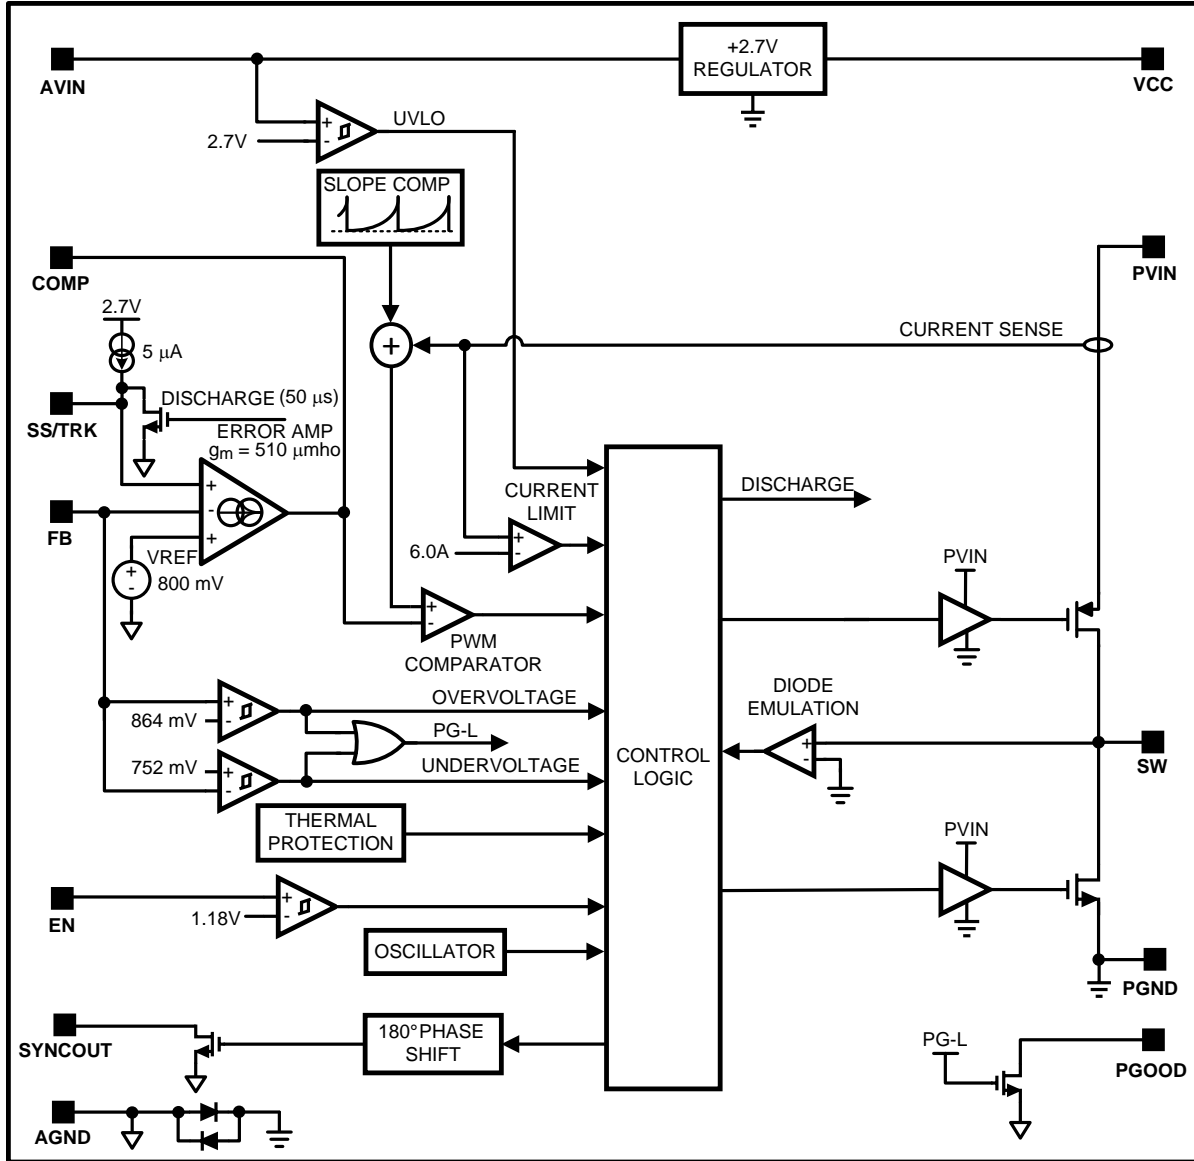 +2.7V
REGULATOR
AVIN
VCC
UVLO
+
2.7V
-
SLOPE COMP
COMP
PVIN
2.7V
5 μA
CURRENT SENSE
+
DISCHARGE (50 μs)
SS/TRK
ERROR AMP
gm = 510 μmho
+
-
+
FB
VREF
+
-
800 mV
CURRENT
LIMIT
6.0A
+
-
DISCHARGE
PVIN
+
-
PWM
COMPARATOR
OVERVOLTAGE
+
864 mV
-
PG-L
752 mV
+
-
UNDERVOLTAGE
CONTROL
LOGIC
DIODE
EMULATION
+
-
SW
THERMAL
PROTECTION
PVIN
EN
+
1.18V
-
OSCILLATOR
PGND
SYNCOUT
180° PHASE
SHIFT
PG-L
PGOOD
AGND